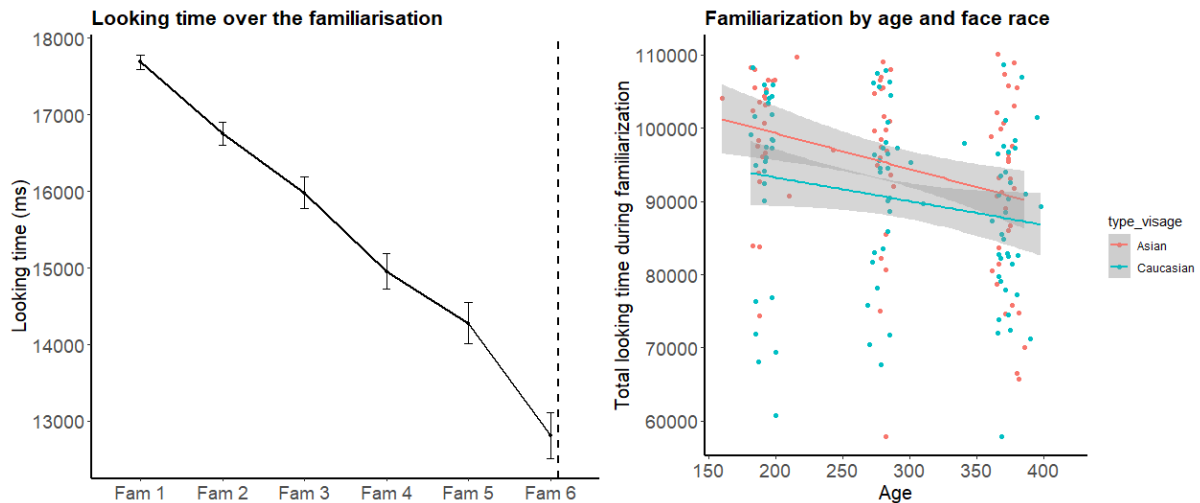 Looking time over the familiarisation
Looking time (ms)
18000
17000
16000
15000
14000
13000
Fam 1 Fam 2 Fam 3 Fam 4 Fam 5 Fam 6
Familiarization by age and face race
Total looking time during familiarization
110000
100000
90000
80000
70000
60000
150 200 250 300 350 400
Age
type_visage
Asian
Caucasian